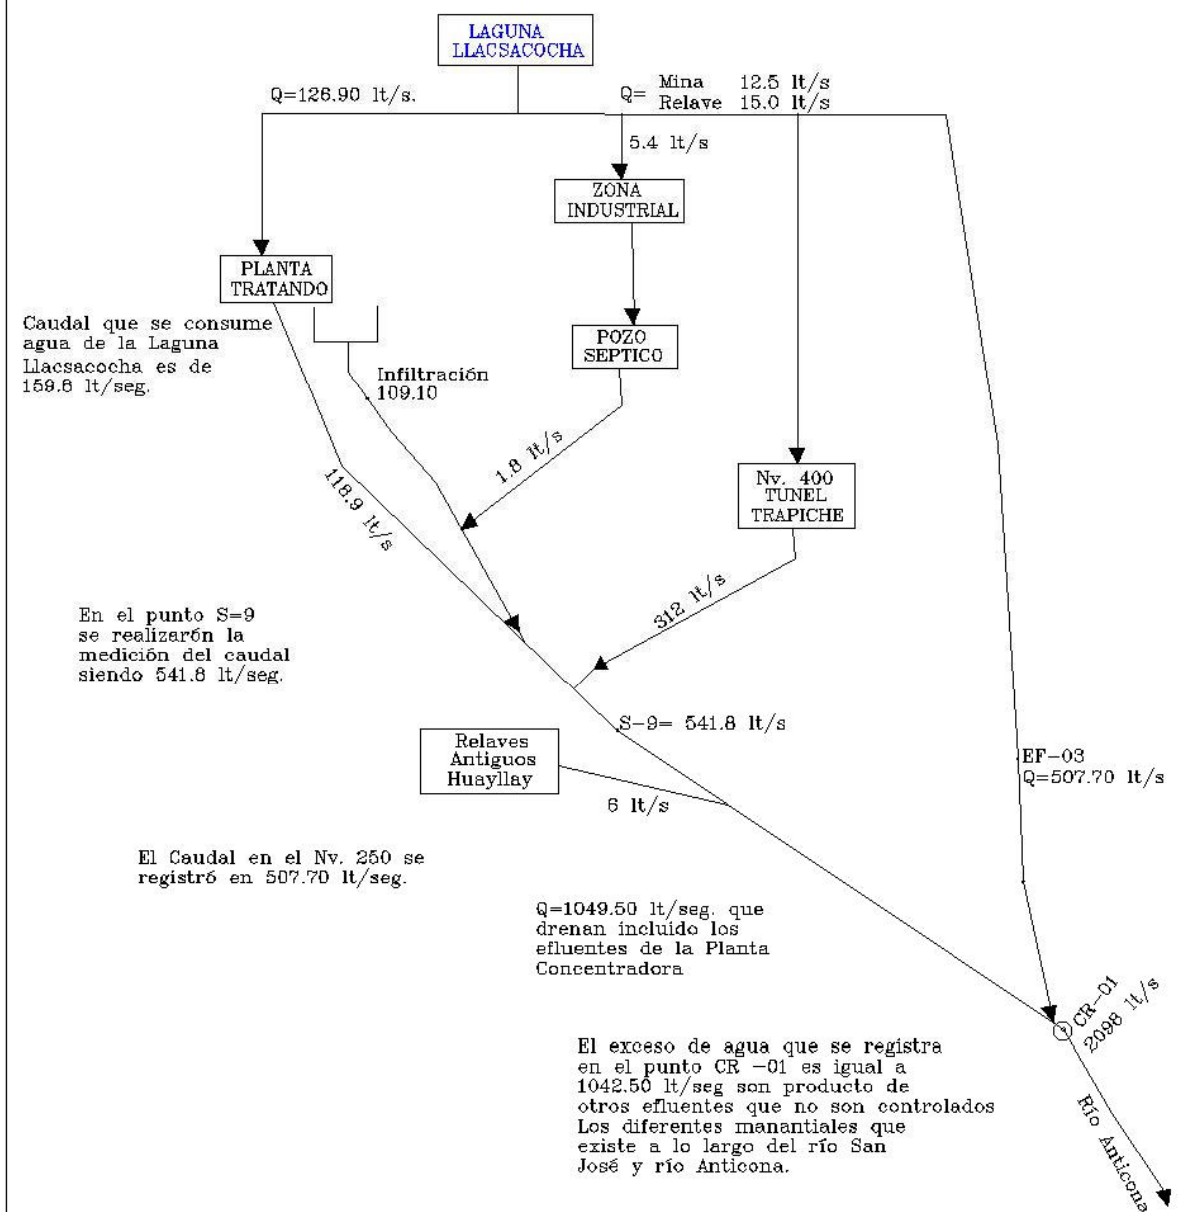 LAGUNA
LLACSACOCHA
Q=126.90 lt/s.
Q= Mina 12.5 lt/s
Relave 15.0 lt/s
5.4 lt/s
ZONA
INDUSTRIAL
PLANTA
TRATANDO
Caudal que se consume
agua de la Laguna
Llacsacocha es de
159.8 lt/seg.
POZO
SEPTICO
Infiltración
109.10
1.8 lt/s
118.9 lt/s
Nv. 400
TUNEL
TRAPICHE
312 lt/s
En el punto S=9
se realizarón la
medición del caudal
siendo 541.8 lt/seg.
S-9= 541.8 lt/s
Relaves
Antiguos
Huayllay
6 lt/s
EF-03
Q=507.70 lt/s
El Caudal en el Nv. 250 se
registró en 507.70 lt/seg.
Q=1049.50 lt/seg. que
drenan incluído los
efluentes de la Planta
Concentradora
CR-01
2098 lt/s
El exceso de agua que se registra
en el punto CR -01 es igual a
1042.50 lt/seg son producto de
otros efluentes que no son controlados
Los diferentes manantiales que
existe a lo largo del río San
José y río Anticona.
Río Anticona